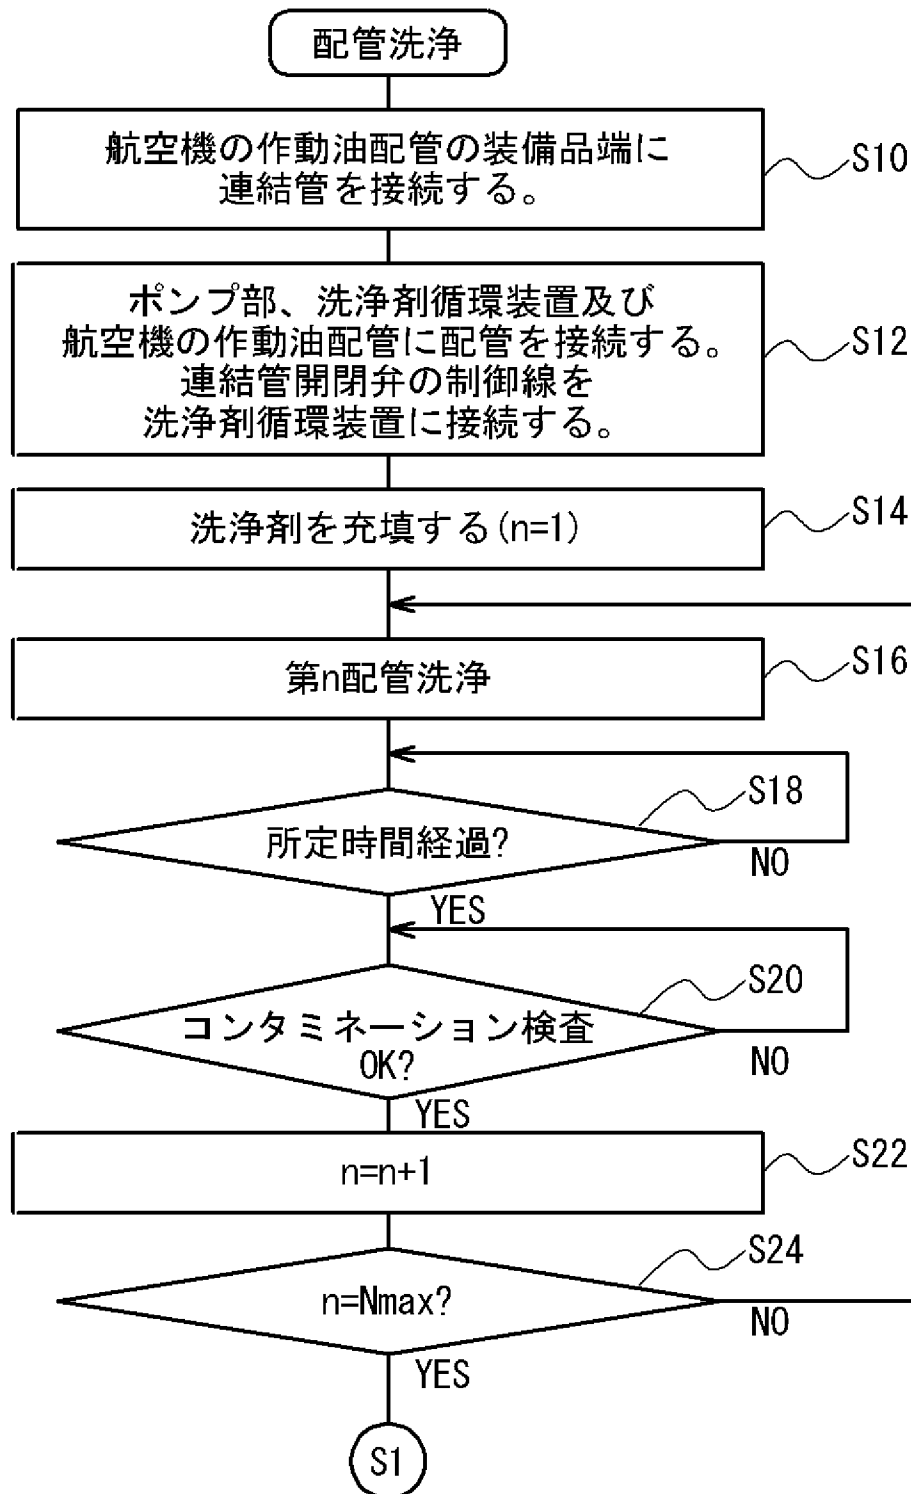 配管洗浄
航空機の作動油配管の装備品端に
連結管を接続する。
S10
ポンプ部、洗浄剤循環装置及び
航空機の作動油配管に配管を接続する。
連結管開閉弁の制御線を
洗浄剤循環装置に接続する。
S12
洗浄剤を充填する(n=1)
S14
第n配管洗浄
S16
所定時間経過?
S18
NO
YES
コンタミネーション検査
OK?
S20
NO
YES
n=n+1
S22
n=Nmax?
S24
NO
YES
S1